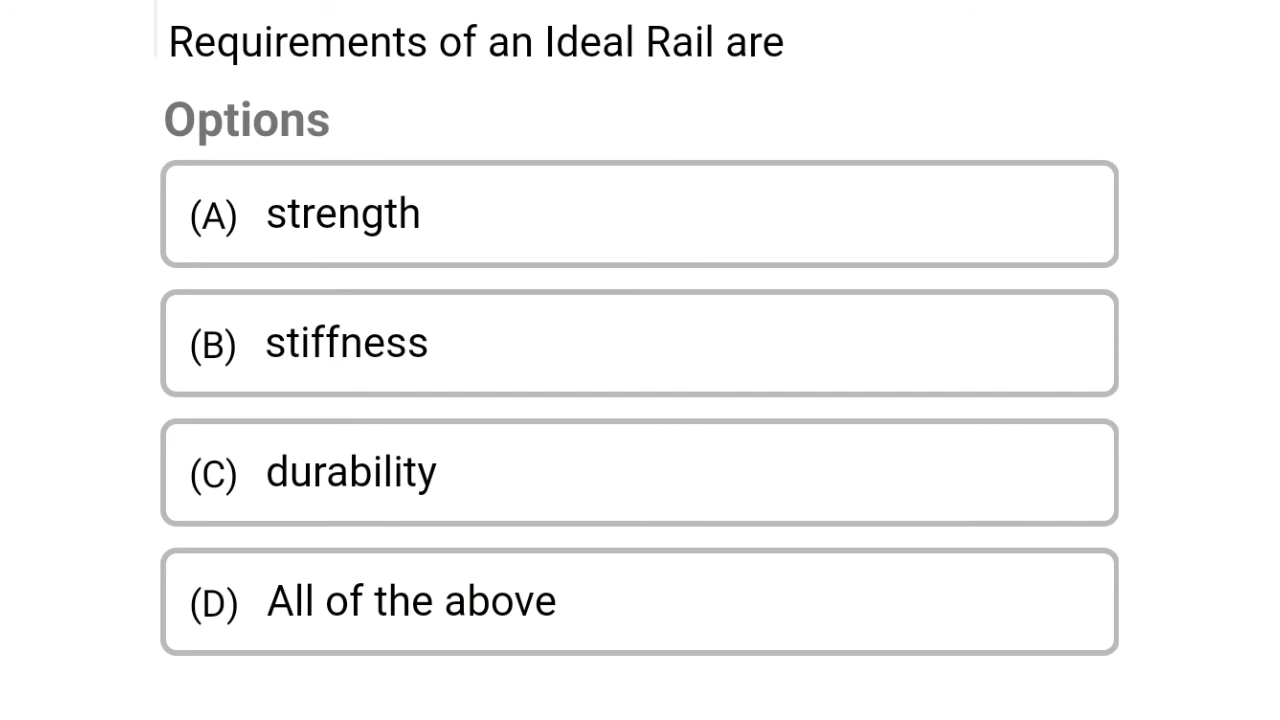 Requirements of an Ideal Rail are
Options
(A) strength
(B) stiffness
(C) durability
(D) All of the above